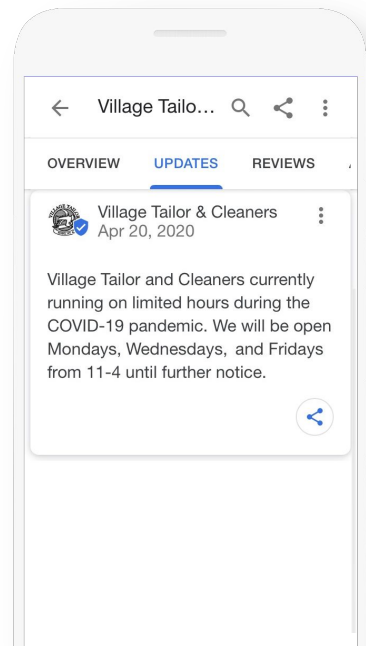 Village Tailo...
OVERVIEW UPDATES REVIEWS
Village Tailor & Cleaners
Apr 20, 2020
Village Tailor and Cleaners currently
running on limited hours during the
COVID-19 pandemic. We will be open
Mondays, Wednesdays, and Fridays
from 11-4 until further notice.